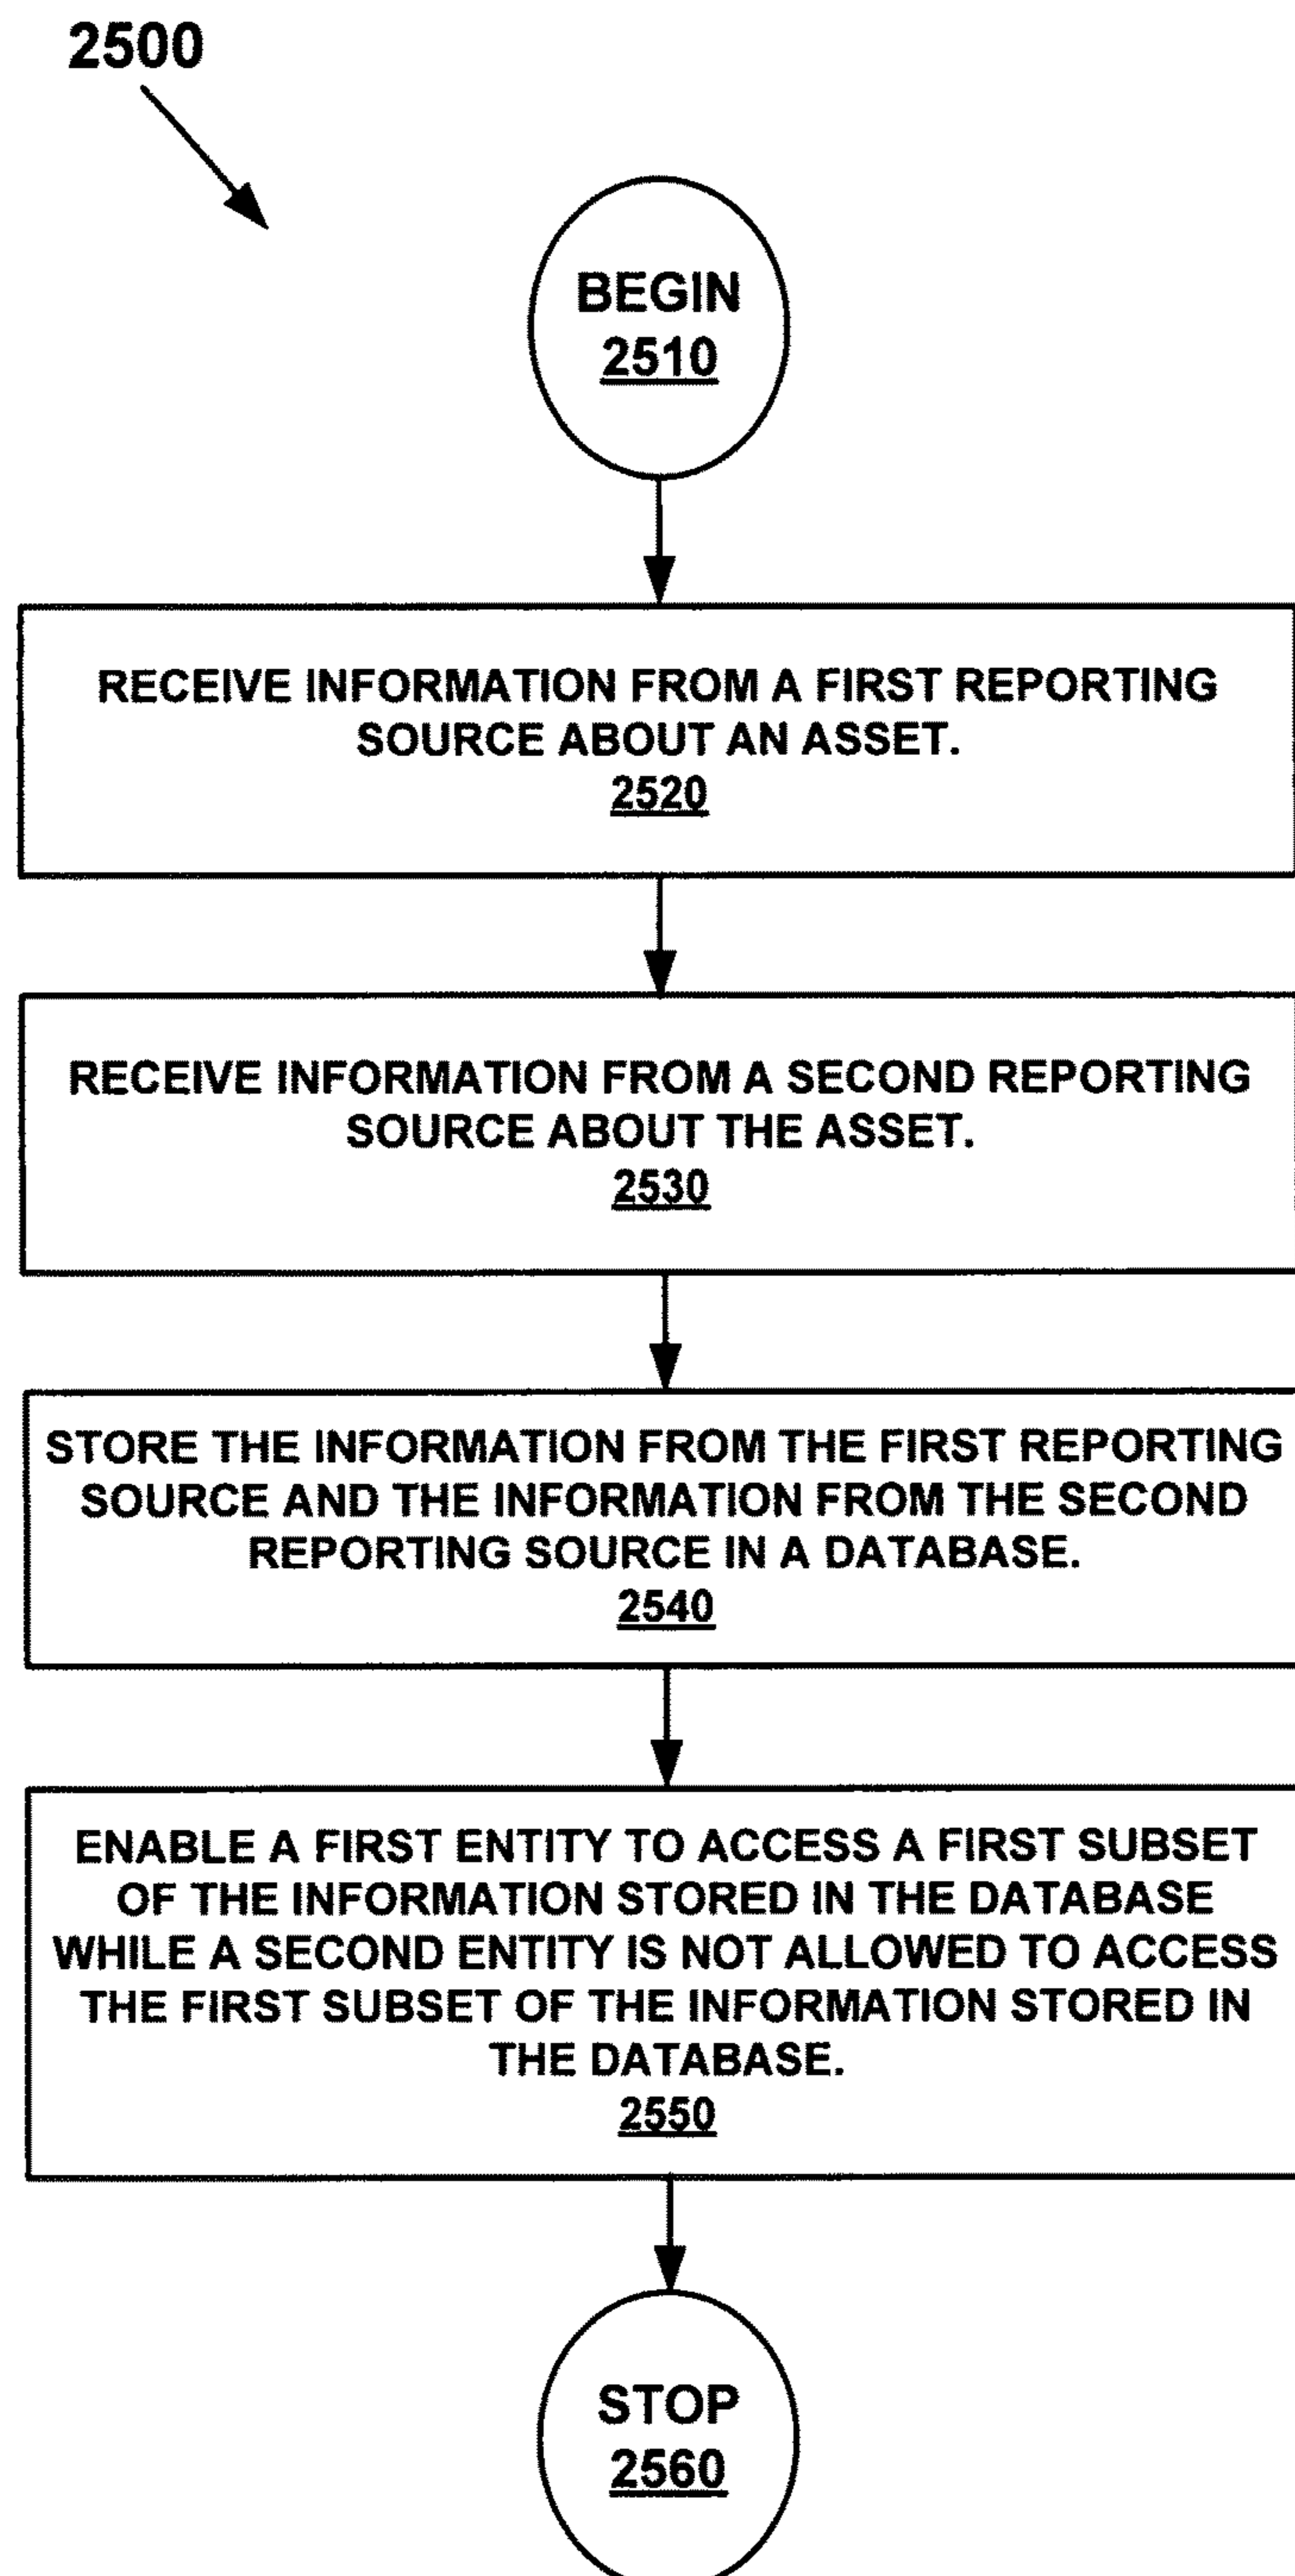 2500
BEGIN
2510
RECEIVE INFORMATION FROM A FIRST REPORTING
SOURCE ABOUT AN ASSET.
2520
RECEIVE INFORMATION FROM A SECOND REPORTING
SOURCE ABOUT THE ASSET.
2530
STORE THE INFORMATION FROM THE FIRST REPORTING
SOURCE AND THE INFORMATION FROM THE SECOND
REPORTING SOURCE IN A DATABASE.
2540
ENABLE A FIRST ENTITY TO ACCESS A FIRST SUBSET
OF THE INFORMATION STORED IN THE DATABASE
WHILE A SECOND ENTITY IS NOT ALLOWED TO ACCESS
THE FIRST SUBSET OF THE INFORMATION STORED IN
THE DATABASE.
2550
STOP
2560